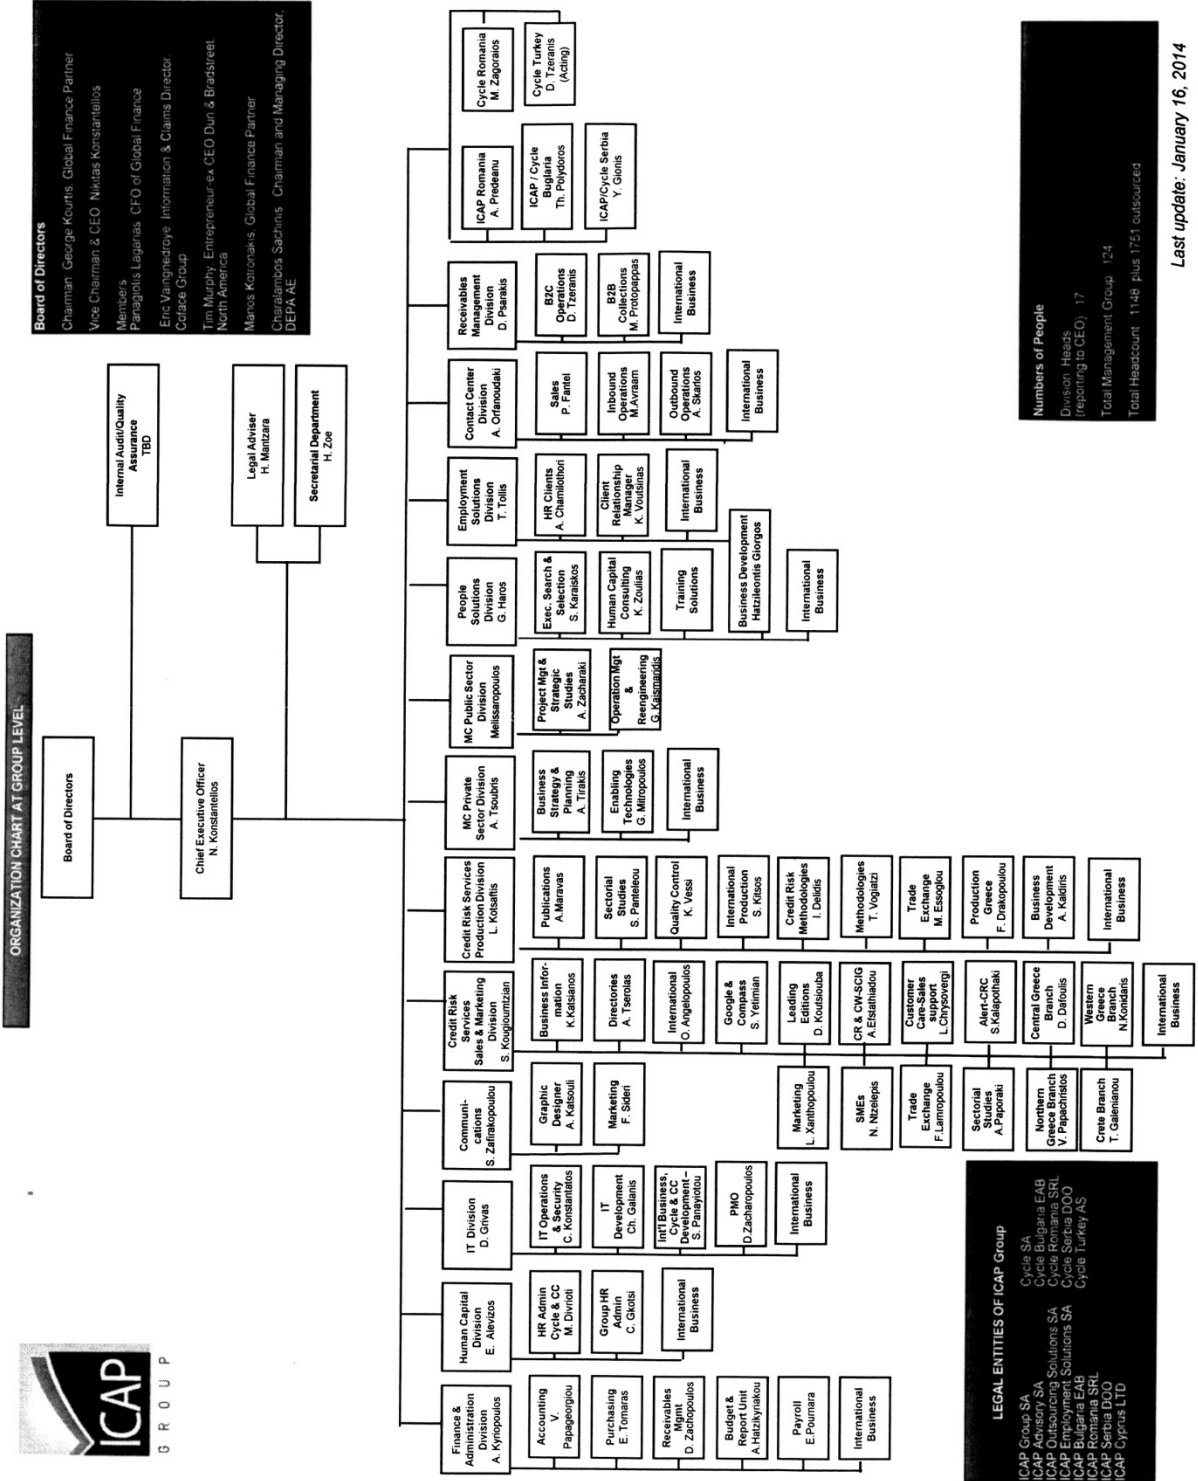 ICAP
GROUP
ORGANIZATION CHART AT GROUP LEVEL
Board of Directors
Chief Executive Officer
N. Konstantellos
Internal Audit/Quality
Assurance
TBD
Legal Adviser
H. Mantzara
Secretarial Department
H. Zoe
Board of Directors
Chairman: George Kourtis, Global Finance Partner
Vice Chairman & CEO Nikitas Konstantellos
Members
Panagiotis Lagarias CFO of Global Finance
Eric Vaingnedroye Information & Claims Director,
Coface Group
Tim Murphy, Entrepreneur-ex CEO Dun & Bradstreet
North America
Manos Kotronakis, Global Finance Partner
Charalambos Sachinis Chairman and Managing Director,
DEPA AE
Finance &
Administration
Division
A. Kyriopoulos
Accounting
V.
Papageorgiou
Purchasing
E. Tomaras
Receivables
Mgmt
D. Zachopoulos
Budget &
Report Unit
A.Hatzikyriakou
Payroll
E.Pournara
International
Business
Human Capital
Division
E. Alevizos
HR Admin
Cycle & CC
M. Divrioti
Group HR
Admin
C. Gkotsi
International
Business
IT Division
D. Grivas
IT Operations
& Security
C. Konstantatos
IT
Development
Ch. Galanis
Int'l Business,
Cycle & CC
Development–
S. Panayiotou
PMO
D.Zacharopoulos
International
Business
Communi-
cations
S. Zafirakopoulou
Graphic
Designer
A. Katsouli
Marketing
F. Sideri
Credit Risk
Services
Sales & Marketing
Division
S. Kougioumtzian
Business Infor-
mation
K.Katsianos
Directories
A. Tserolas
International
O. Angelopoulos
Google &
Compass
S. Yetimian
Leading
Editions
D. Koutsiouba
CR & CW-SCIG
A.Efstathiadou
Customer
Care-Sales
support
L.Chrysovergi
Alert-CRC
S.Kalapothaki
Central Greece
Branch
D. Dafoulis
Western
Greece
Branch
N.Konidaris
International
Business
Marketing
L. Xanthopoulou
SMEs
N. Ntzelepis
Trade
Exchange
F.Lamropoulou
Sectorial
Studies
A.Paporaki
Northern
Greece Branch
V. Papachristos
Crete Branch
T. Galenianou
Credit Risk Services
Production Division
L. Kotsaftis
Publications
A.Maravas
Sectorial
Studies
S. Panteleou
Quality Control
K. Vessi
International
Production
S. Kitsos
Credit Risk
Methodologies
I. Delidis
Methodologies
T. Vogiatzi
Trade
Exchange
M. Essoglou
Production
Greece
F. Drakopoulou
Business
Development
A. Kaldiris
International
Business
MC Private
Sector Division
A. Tsoubris
Business
Strategy &
Planning
A. Tirakis
Enabling
Technologies
G. Mitropoulos
International
Business
MC Public Sector
Division
Melissaropoulos
Project Mgt &
Strategic
Studies
A. Zacharaki
Operation Mgt
&
Reengineering
G. Kaismaridis
People
Solutions
Division
G. Haros
Exec. Search &
Selection
S. Karaiskos
Human Capital
Consulting
K. Zoulias
Training
Solutions
Business Development
Hatzileontis Giorgos
International
Business
Employment
Solutions
Division
T. Tollis
HR Clients
A. Chamilothori
Client
Relationship
Manager
K. Voutsinas
International
Business
Contact Center
Division
A. Orfanoudaki
Sales
P. Fantel
Inbound
Operations
M.Avraam
Outbound
Operations
A. Skarlos
International
Business
Receivables
Management
Division
D. Psarakis
B2C
Operations
D. Tzeranis
B2B
Collections
M. Protopappas
International
Business
ICAP Romania
A. Predeanu
ICAP / Cycle
Buglaria
Th. Polydoros
ICAP/Cycle Serbia
Y. Gionis
Cycle Romania
M. Zagoraios
Cycle Turkey
D. Tzeranis
(Acting)
LEGAL ENTITIES OF ICAP Group
ICAP Group SA
ICAP Advisory SA
ICAP Outsourcing Solutions SA
ICAP Employment Solutions SA
ICAP Bulgaria EAB
ICAP Romania SRL
ICAP Serbia DOO
ICAP Cyprus LTD
Cycle SA
Cycle Bulgaria EAB
Cycle Romania SRL
Cycle Serbia DOO
Cycle Turkey AS
Numbers of People
Division Heads
(reporting to CEO): 17
Total Management Group 124
Total Headcount 1148 plus 1751 outsourced
Last update: January 16, 2014